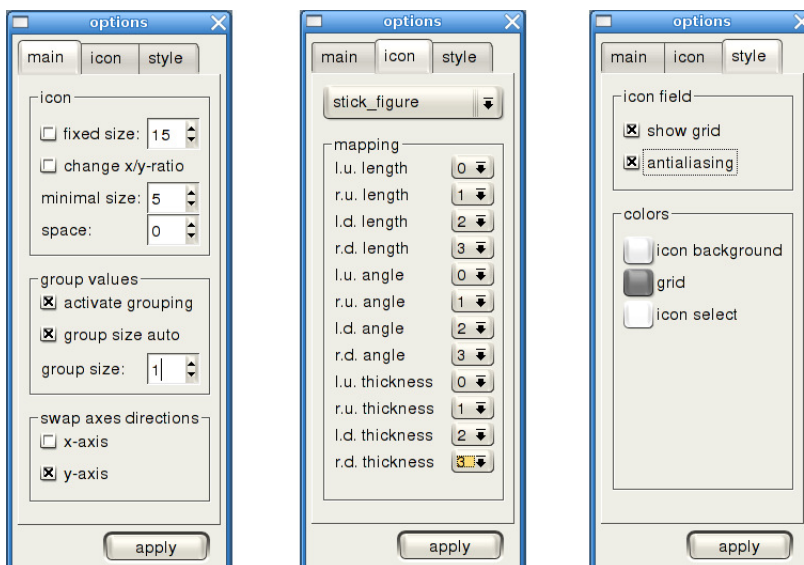 options
main icon style
icon
fixed size: 15
change x/y-ratio
minimal size: 5
space: 0
group values
activate grouping
group size auto
group size: 1
swap axes directions
x-axis
y-axis
apply
options
main icon style
stick_figure
mapping
l.u. length 0
r.u. length 1
l.d. length 2
r.d. length 3
l.u. angle 0
r.u. angle 1
l.d. angle 2
r.d. angle 3
l.u. thickness 0
r.u. thickness 1
l.d. thickness 2
r.d. thickness 3
apply
options
main icon style
icon field
show grid
antialiasing
colors
icon background
grid
icon select
apply